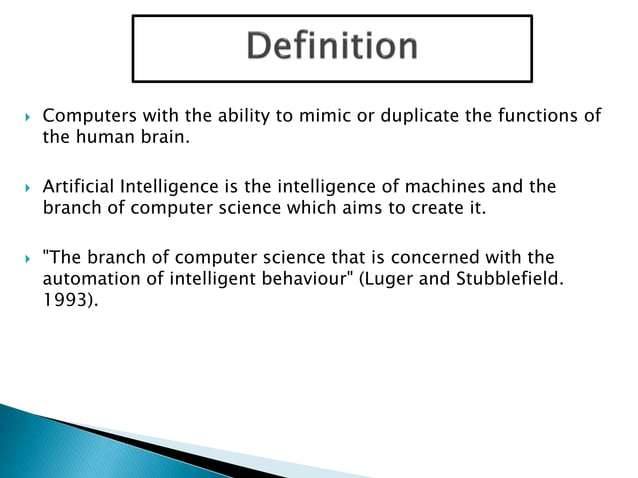 Definition
Computers with the ability to mimic or duplicate the functions of
the human brain.
Artificial Intelligence is the intelligence of machines and the
branch of computer science which aims to create it.
"The branch of computer science that is concerned with the
automation of intelligent behaviour" (Luger and Stubblefield.
1993).